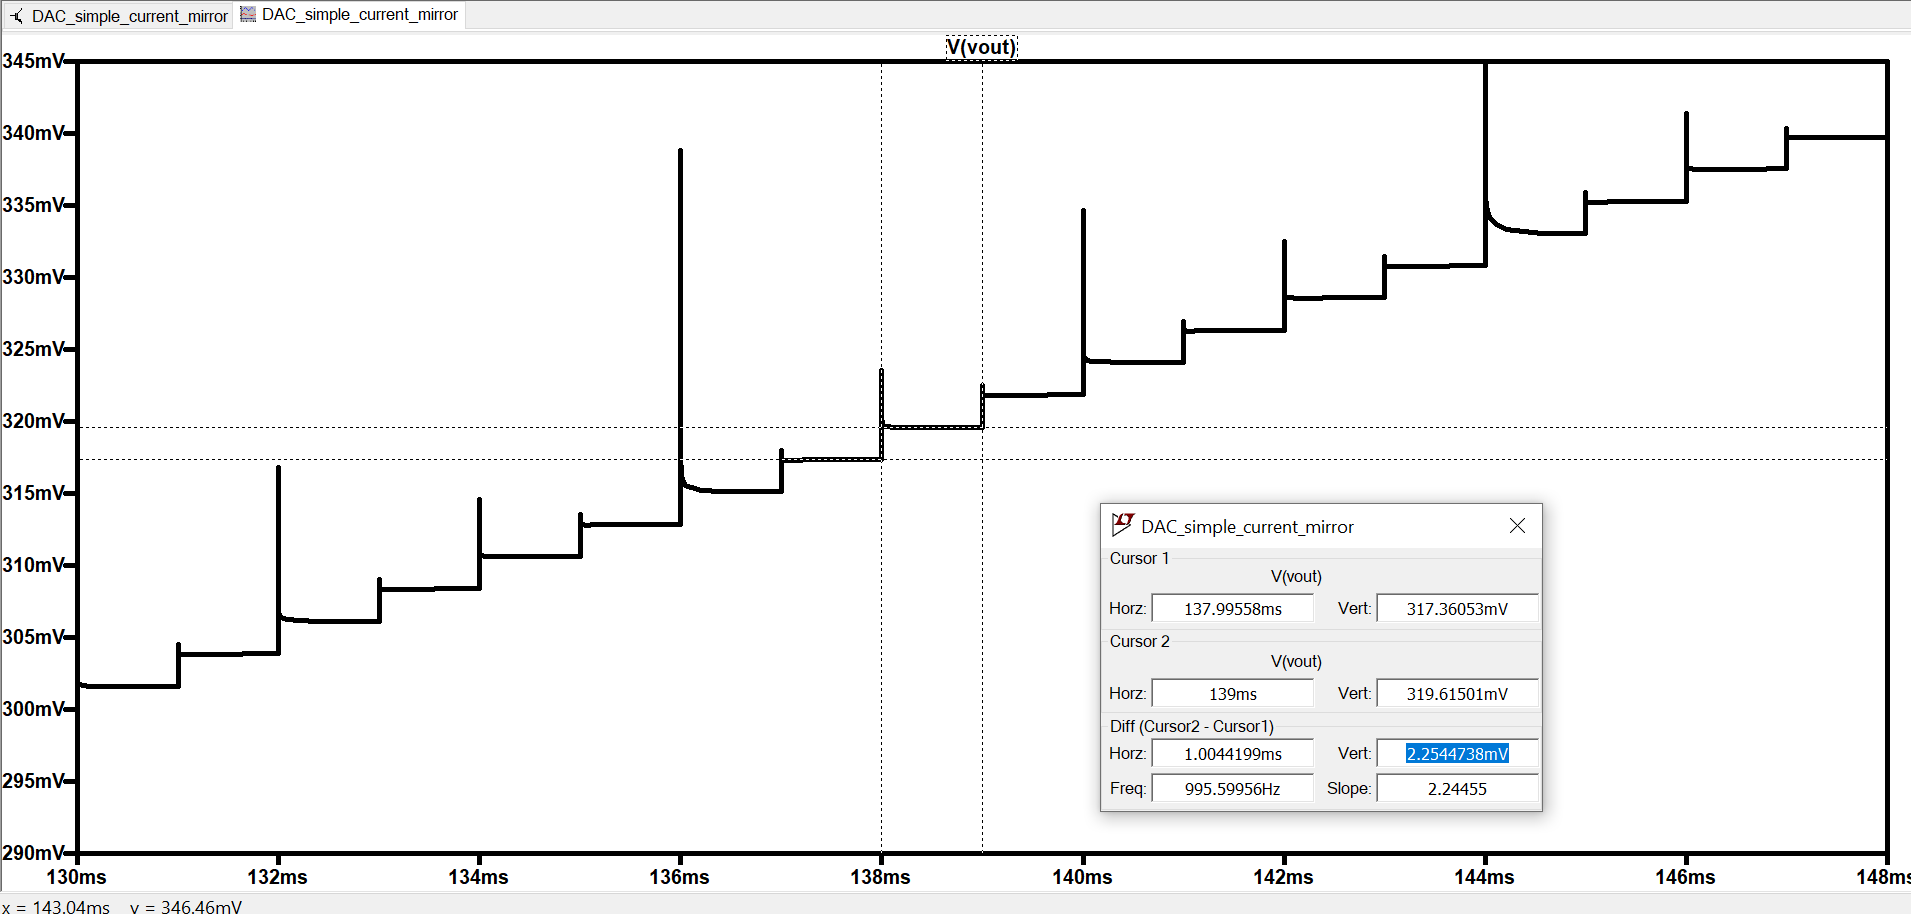 DAC_simple_current_mirror
DAC_simple_current_mirror
V(vout)
345mV
340mV
335mV
330mV
325mV
320mV
315mV
310mV
305mV
300mV
295mV
290mV
130ms 132ms 134ms 136ms 138ms 140ms 142ms 144ms 146ms 148ms
DAC_simple_current_mirror
Cursor 1
V(vout)
Horz: 137.99558ms Vert: 317.36053mV
Cursor 2
V(vout)
Horz: 139ms Vert: 319.61501mV
Diff (Cursor2 - Cursor1)
Horz: 1.0044199ms Vert: 2.2544738mV
Freq: 995.59956Hz Slope: 2.24455
x = 143.04ms y = 346.46mV